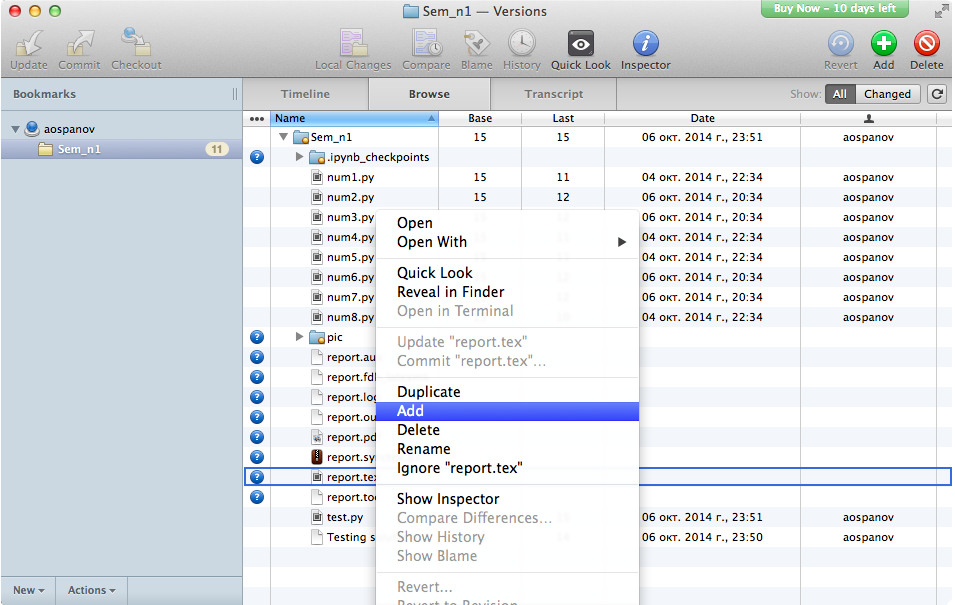 Sem_n1 — Versions
Buy Now – 10 days left
Update Commit Checkout Local Changes Compare Blame History Quick Look Inspector Revert Add Delete
Bookmarks Timeline Browse Transcript Show: All Changed
••• Name Base Last Date
aospanov
Sem_n1 11
Sem_n1 15 15 06 окт. 2014 г., 23:51 aospanov
.ipynb_checkpoints
num1.py 15 11 04 окт. 2014 г., 22:34 aospanov
num2.py 15 12 06 окт. 2014 г., 20:34 aospanov
num3.py 06 окт. 2014 г., 20:34 aospanov
num4.py 04 окт. 2014 г., 22:34 aospanov
num5.py 04 окт. 2014 г., 22:34 aospanov
num6.py 06 окт. 2014 г., 20:34 aospanov
num7.py 06 окт. 2014 г., 20:34 aospanov
num8.py 04 окт. 2014 г., 22:34 aospanov
pic
report.au
report.fd
report.lo
report.ou
report.pd
report.sy
report.te
report.to
test.py 06 окт. 2014 г., 23:51 aospanov
Testing s 06 окт. 2014 г., 23:50 aospanov
Open
Open With
Quick Look
Reveal in Finder
Open in Terminal
Update "report.tex"
Commit "report.tex"...
Duplicate
Add
Delete
Rename
Ignore "report.tex"
Show Inspector
Compare Differences...
Show History
Show Blame
Revert...
Revert to Revision
New Actions